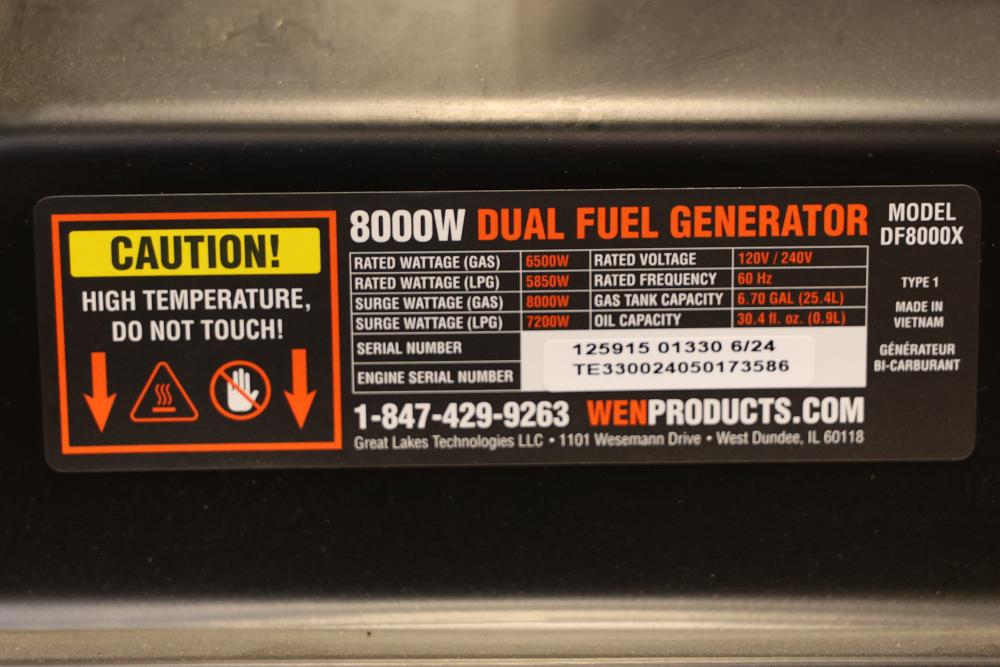 CAUTION!
HIGH TEMPERATURE,
DO NOT TOUCH!
8000W DUAL FUEL GENERATOR
RATED WATTAGE (GAS) 6500W RATED VOLTAGE 120V / 240V
RATED WATTAGE (LPG) 5850W RATED FREQUENCY 60 Hz
SURGE WATTAGE (GAS) 8000W GAS TANK CAPACITY 6.70 GAL (25.4L)
SURGE WATTAGE (LPG) 7200W OIL CAPACITY 30.4 fl. oz. (0.9L)
SERIAL NUMBER 125915 01330 6/24
ENGINE SERIAL NUMBER TE330024050173586
1-847-429-9263 WENPRODUCTS.COM
Great Lakes Technologies LLC • 1101 Wesemann Drive • West Dundee, IL 60118
MODEL
DF8000X
TYPE 1
MADE IN
VIETNAM
GÉNÉRATEUR
BI-CARBURANT